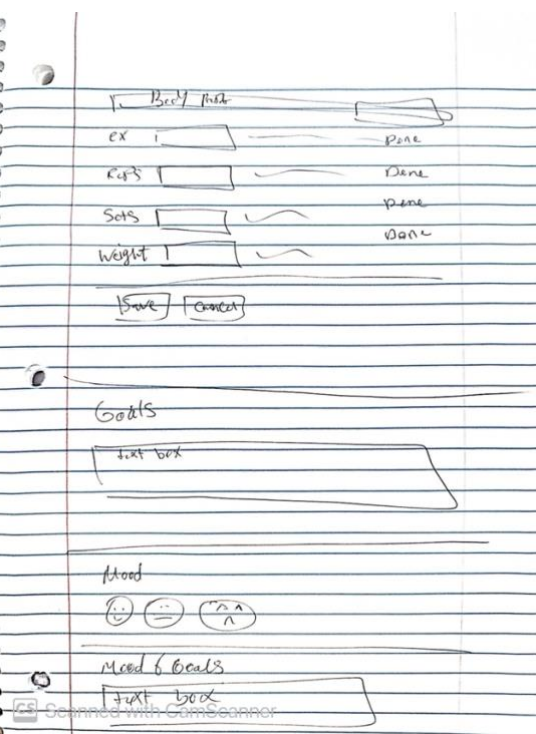 Body
ex Done
Reps Done
Sets Done
Weight Done
Save Cancel
Goals
text box
Mood
Mood & Goals
text box
CS Scanned with CamScanner